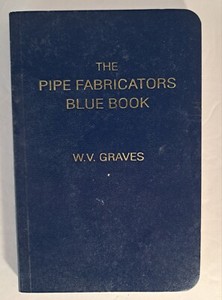 THE
PIPE FABRICATORS
BLUE BOOK
W.V. GRAVES